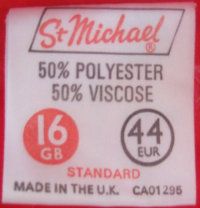 St Michael®
50% POLYESTER
50% VISCOSE
16 44
GB EUR
STANDARD
MADE IN THE U.K. CA01295